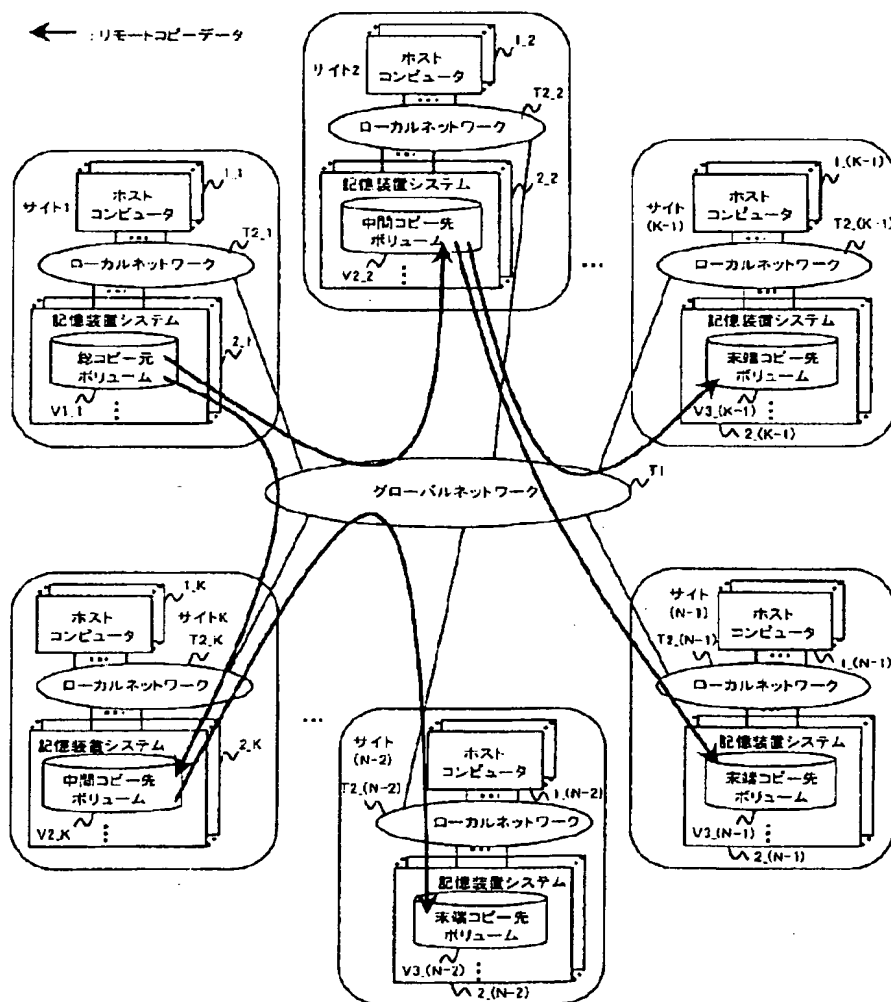 :リモートコピーデータ
サイト1
ホスト
コンピュータ
1_1
T2_1
ローカルネットワーク
記憶装置システム
総コピー元
ボリューム
2_1
V1_1
リイト2
ホスト
コンピュータ
1_2
T2_2
ローカルネットワーク
記憶装置システム
中間コピー先
ボリューム
2_2
V2_2
...
サイト
(K-1)
ホスト
コンピュータ
1_(K-1)
T2_(K-1)
ローカルネットワーク
記憶装置システム
末端コピー先
ボリューム
V3_(K-1)
2_(K-1)
グローバルネットワーク
T1
1_K
ホスト
コンピュータ
サイトK
T2_K
ローカルネットワーク
記憶装置システム
中間コピー先
ボリューム
2_K
V2_K
...
サイト
(N-2)
ホスト
コンピュータ
1_(N-2)
T2_(N-2)
ローカルネットワーク
記憶装置システム
末端コピー先
ボリューム
V3_(N-2)
2_(N-2)
サイト
(N-1)
ホスト
コンピュータ
T2_(N-1)
1_(N-1)
ローカルネットワーク
記憶装置システム
末端コピー先
ボリューム
V3_(N-1)
2_(N-1)